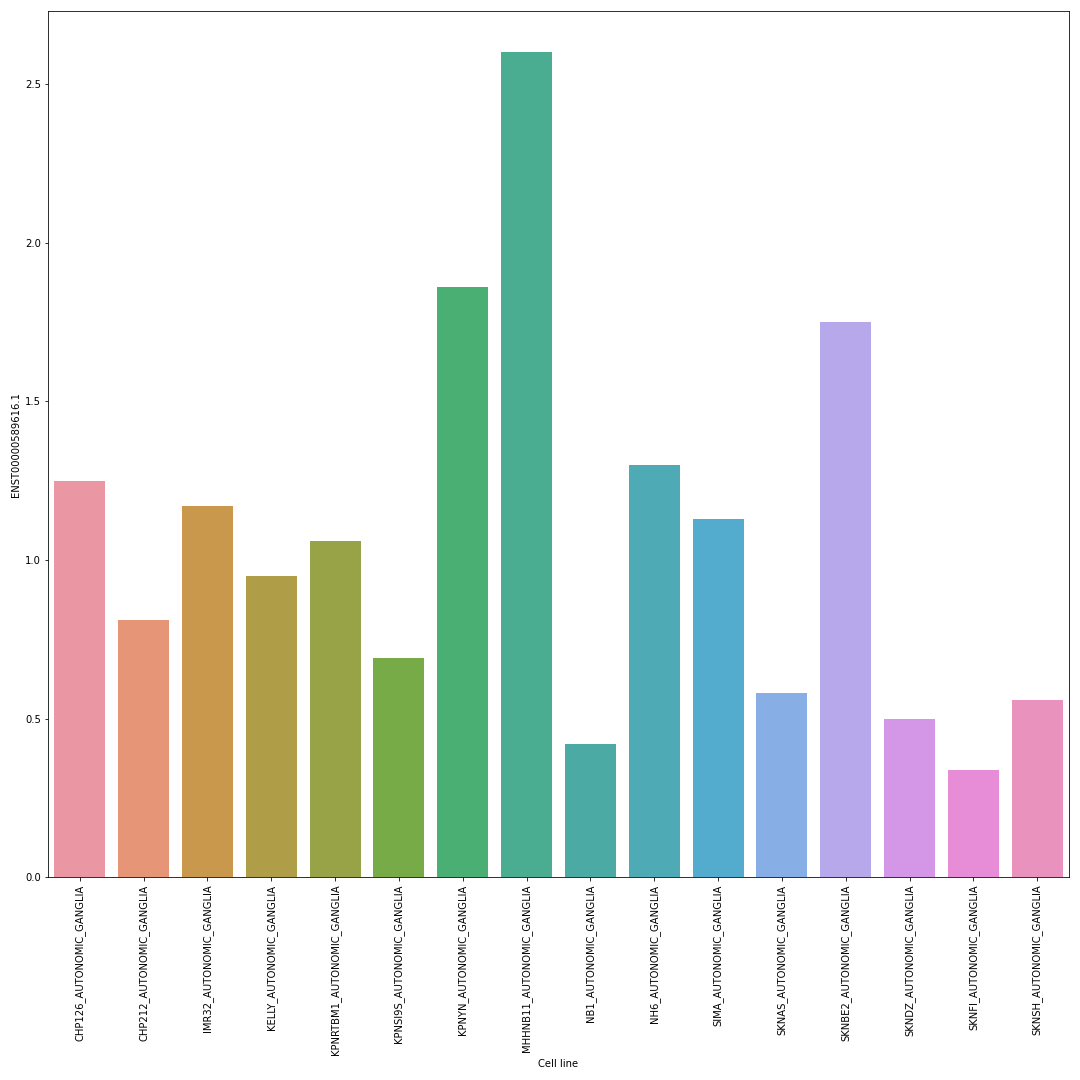 2.5
2.0
1.5
1.0
0.5
0.0
ENST00000589616.1
CHP126_AUTONOMIC_GANGLIA
CHP212_AUTONOMIC_GANGLIA
IMR32_AUTONOMIC_GANGLIA
KELLY_AUTONOMIC_GANGLIA
KPNRTBM1_AUTONOMIC_GANGLIA
KPNSI9S_AUTONOMIC_GANGLIA
KPNYN_AUTONOMIC_GANGLIA
MHHNB11_AUTONOMIC_GANGLIA
NB1_AUTONOMIC_GANGLIA
NH6_AUTONOMIC_GANGLIA
SIMA_AUTONOMIC_GANGLIA
SKNAS_AUTONOMIC_GANGLIA
SKNBE2_AUTONOMIC_GANGLIA
SKNDZ_AUTONOMIC_GANGLIA
SKNFI_AUTONOMIC_GANGLIA
SKNSH_AUTONOMIC_GANGLIA
Cell line